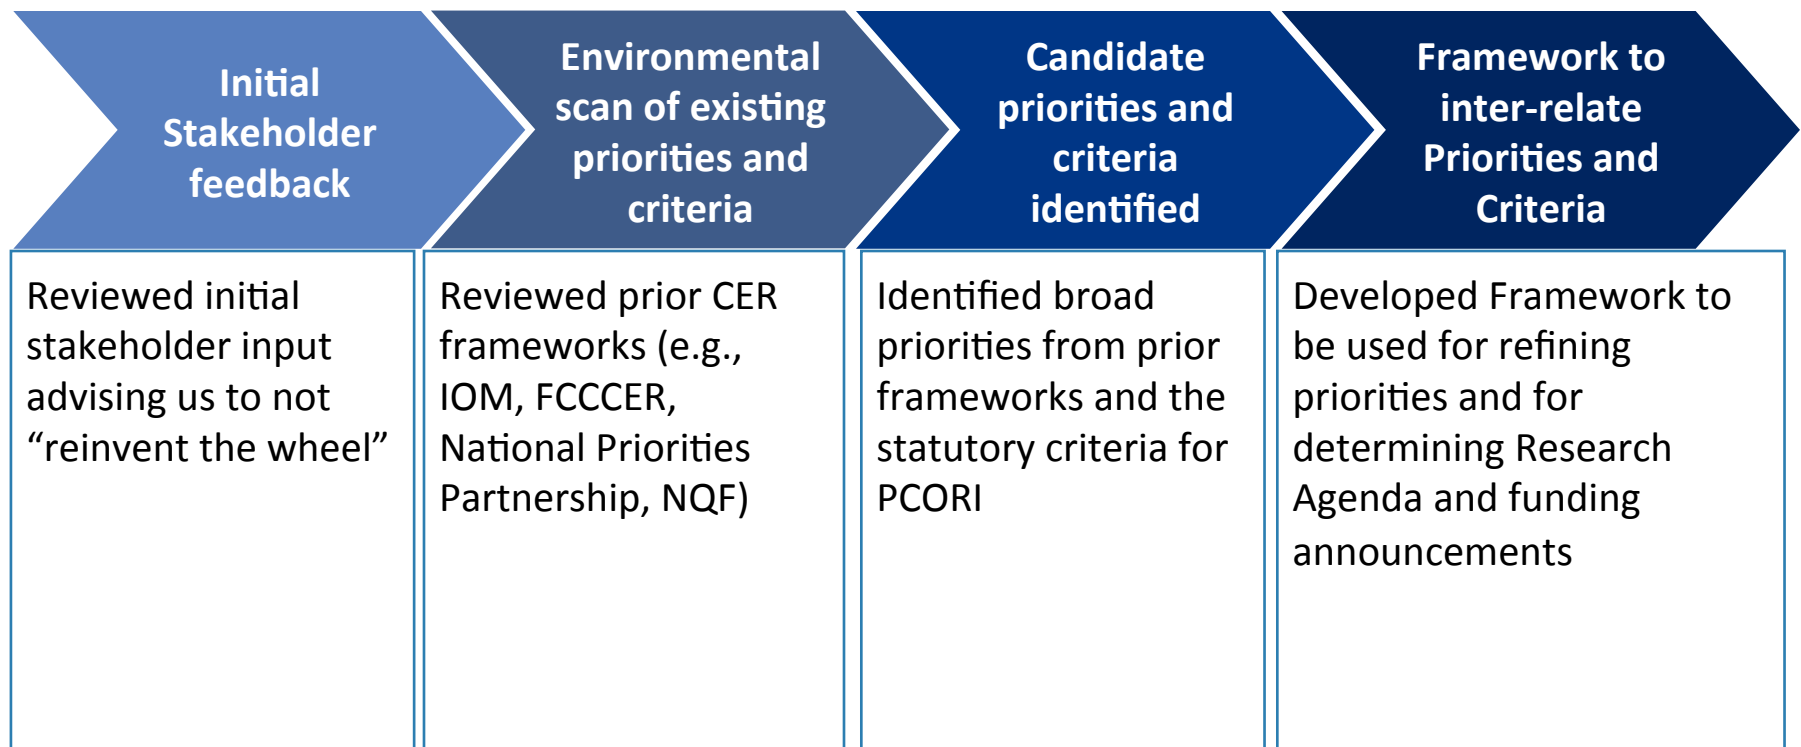 Initial
Stakeholder
feedback
Environmental
scan of existing
priorities and
criteria
Candidate
priorities and
criteria
identified
Framework to
inter-relate
Priorities and
Criteria
Reviewed initial
stakeholder input
advising us to not
“reinvent the wheel”
Reviewed prior CER
frameworks (e.g.,
IOM, FCCCER,
National Priorities
Partnership, NQF)
Identified broad
priorities from prior
frameworks and the
statutory criteria for
PCORI
Developed Framework to
be used for refining
priorities and for
determining Research
Agenda and funding
announcements